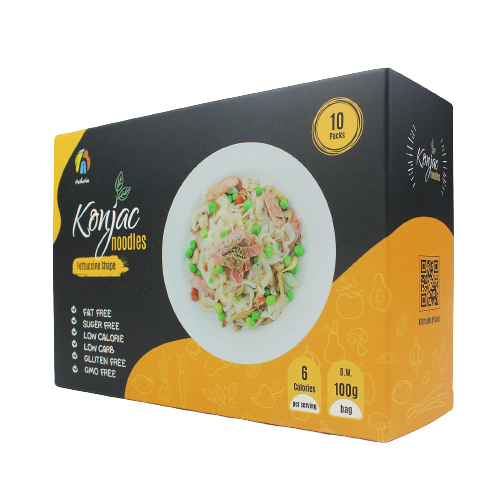 10
Packs
Konjac
noodles
Fettuccine Shape
FAT FREE
SUGER FREE
LOW CALORIE
LOW CARB
GLUTEN FREE
GMO FREE
6
Calories
per serving
D.W.
100g
bag
Konjac
noodles